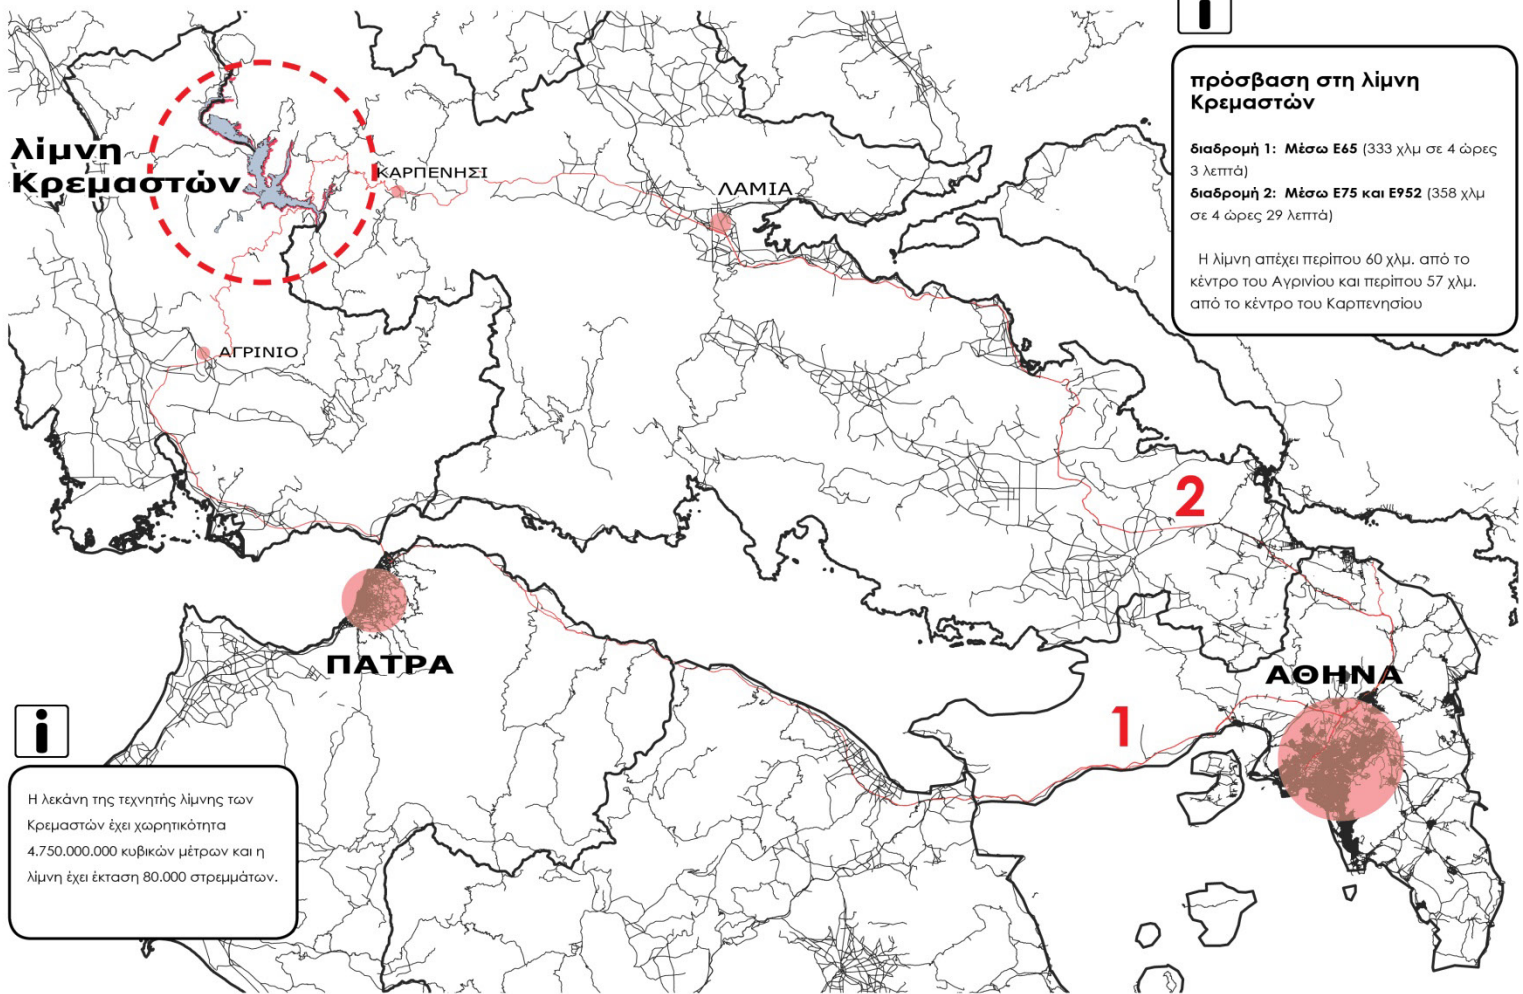 i
πρόσβαση στη λίμνη
Κρεμαστών
διαδρομή 1: Μέσω Ε65 (333 χλμ σε 4 ώρες
3 λεπτά)
διαδρομή 2: Μέσω Ε75 και Ε952 (358 χλμ
σε 4 ώρες 29 λεπτά)
Η λίμνη απέχει περίπου 60 χλμ. από το
κέντρο του Αγρινίου και περίπου 57 χλμ.
από το κέντρο του Καρπενησίου
λίμνη
Κρεμαστών
ΚΑΡΠΕΝΗΣΙ
ΛΑΜΙΑ
ΑΓΡΙΝΙΟ
2
ΠΑΤΡΑ
ΑΘΗΝΑ
1
i
Η λεκάνη της τεχνητής λίμνης των
Κρεμαστών έχει χωρητικότητα
4.750.000.000 κυβικών μέτρων και η
λίμνη έχει έκταση 80.000 στρεμμάτων.